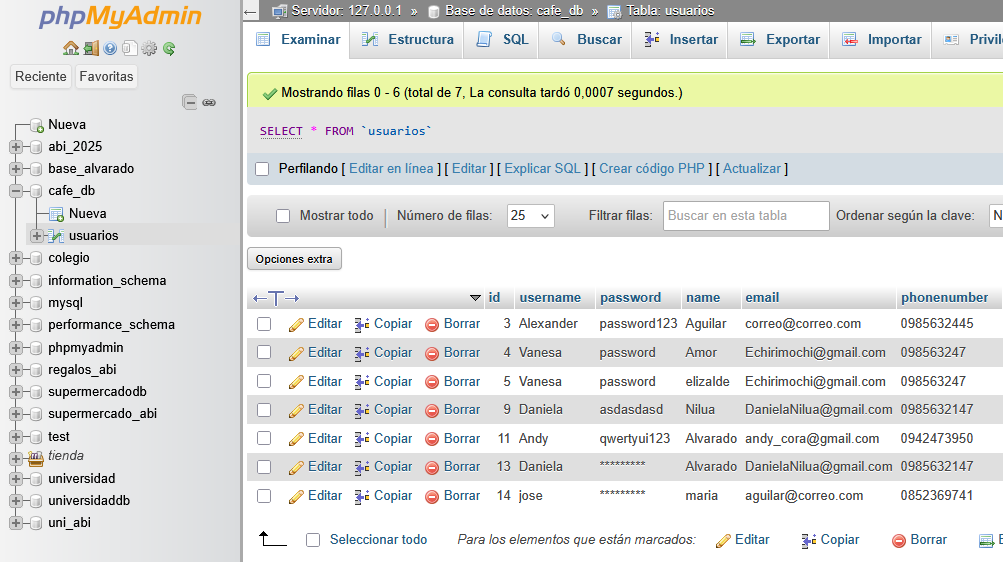 phpMyAdmin
Reciente Favoritas
Nueva
abi_2025
base_alvarado
cafe_db
Nueva
usuarios
colegio
information_schema
mysql
performance_schema
phpmyadmin
regalos_abi
supermercadodb
supermercado_abi
test
tienda
universidad
universidaddb
uni_abi
Servidor: 127.0.0.1 » Base de datos: cafe_db » Tabla: usuarios
Examinar Estructura SQL Buscar Insertar Exportar Importar Privile
Mostrando filas 0 - 6 (total de 7, La consulta tardó 0,0007 segundos.)
SELECT * FROM `usuarios`
Perfilando [ Editar en línea ] [ Editar ] [ Explicar SQL ] [ Crear código PHP ] [ Actualizar ]
Mostrar todo Número de filas: 25 Filtrar filas: Buscar en esta tabla Ordenar según la clave: N
Opciones extra
←T→ id username password name email phonenumber
Editar Copiar Borrar 3 Alexander password123 Aguilar correo@correo.com 0985632445
Editar Copiar Borrar 4 Vanesa password Amor Echirimochi@gmail.com 098563247
Editar Copiar Borrar 5 Vanesa password elizalde Echirimochi@gmail.com 098563247
Editar Copiar Borrar 9 Daniela asdasdasd Nilua DanielaNilua@gmail.com 0985632147
Editar Copiar Borrar 11 Andy qwertyui123 Alvarado andy_cora@gmail.com 0942473950
Editar Copiar Borrar 13 Daniela ********* Alvarado DanielaNilua@gmail.com 0985632147
Editar Copiar Borrar 14 jose ********* maria aguilar@correo.com 0852369741
Seleccionar todo Para los elementos que están marcados: Editar Copiar Borrar E